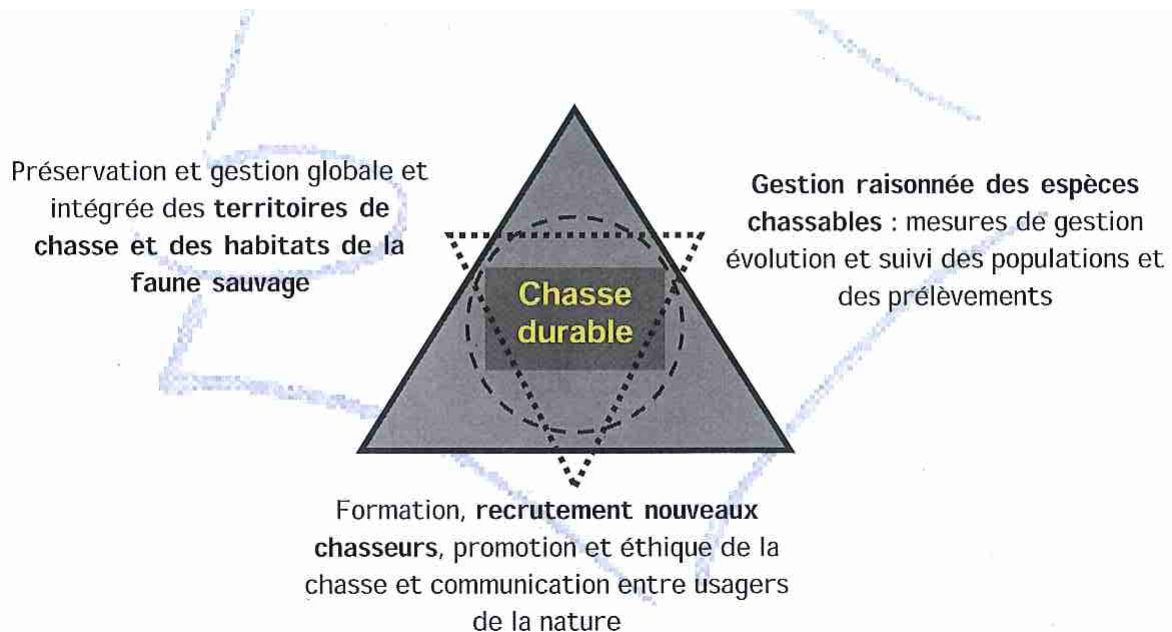 Préservation et gestion globale et
intégrée des territoires de
chasse et des habitats de la
faune sauvage
Gestion raisonnée des espèces
chassables : mesures de gestion
évolution et suivi des populations et
des prélèvements
Chasse
durable
Formation, recrutement nouveaux
chasseurs, promotion et éthique de la
chasse et communication entre usagers
de la nature